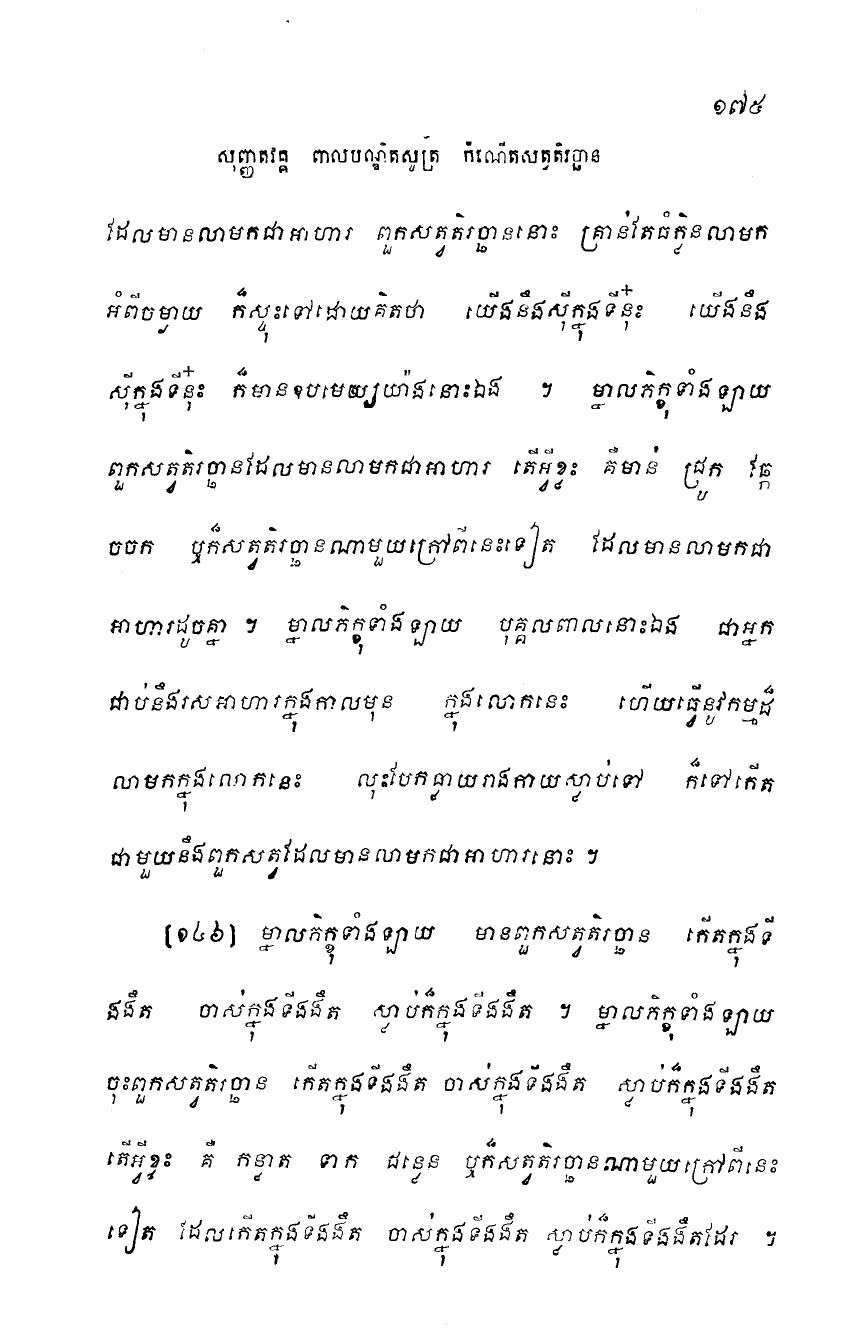 ១៧៥
សុញ្ញតវគ្គ ពាលបណ្ឌិតសូត្រ កំណើតសត្វតិរច្ឆាន
ដែលមានលាមកជាអាហារ ពួកសត្វតិរច្ឆាននោះ គ្រាន់តែធំក្លិនលាមក
អំពីចម្ងាយ ក៏ស្ទុះទៅដោយគិតថា យើងនឹងស៊ីក្នុងទីនុ៎ះ យើងនឹង
ស៊ីក្នុងទីនុ៎ះ ក៏មានឧបមេយ្យយ៉ាងនោះឯង ។ ម្នាលភិក្ខុទាំងឡាយ
ពួកសត្វតិរច្ឆានដែលមានលាមកជាអាហារ តើអ្វីខ្លះ គឺមាន់ ជ្រូក ឆ្កែ
ចចក ឬក៏សត្វតិរច្ឆានណាមួយក្រៅពីនេះទៀត ដែលមានលាមកជា
អាហារដូចគ្នា ។ ម្នាលភិក្ខុទាំងឡាយ បុគ្គលពាលនោះឯង ជាអ្នក
ជាប់នឹងរសអាហារក្នុងកាលមុន ក្នុងលោកនេះ ហើយធ្វើនូវកម្មដ៏
លាមកក្នុងលោកនេះ លុះបែកធ្លាយរាងកាយស្លាប់ទៅ ក៏ទៅកើត
ជាមួយនឹងពួកសត្វដែលមានលាមកជាអាហារនោះ ។
[១៤៦] ម្នាលភិក្ខុទាំងឡាយ មានពួកសត្វតិរច្ឆាន កើតក្នុងទី
ងងឹត ចាស់ក្នុងទីងងឹត ស្លាប់ក៏ក្នុងទីងងឹត ។ ម្នាលភិក្ខុទាំងឡាយ
ចុះពួកសត្វតិរច្ឆាន កើតក្នុងទីងងឹត ចាស់ក្នុងទីងងឹត ស្លាប់ក៏ក្នុងទីងងឹត
តើអ្វីខ្លះ គឺ កន្ទាត ទាក ជន្លេន ឬក៏សត្វតិរច្ឆានណាមួយក្រៅពីនេះ
ទៀត ដែលកើតក្នុងទីងងឹត ចាស់ក្នុងទីងងឹត ស្លាប់ក៏ក្នុងទីងងឹតដែរ ។